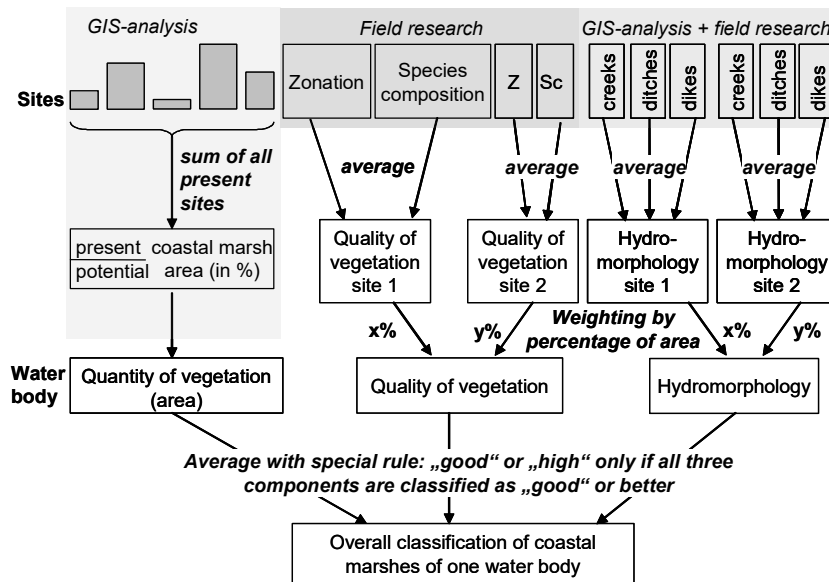 GIS-analysis
Field research
GIS-analysis + field research
Sites
Zonation
Species
composition
Z
Sc
creeks
ditches
dikes
creeks
ditches
dikes
sum of all
present
sites
average
average
average
average
present
potential
coastal marsh
area (in %)
Quality of
vegetation
site 1
Quality of
vegetation
site 2
Hydro-
morphology
site 1
Hydro-
morphology
site 2
x%
y%
Weighting by
percentage of area
x%
y%
Water
body
Quantity of vegetation
(area)
Quality of vegetation
Hydromorphology
Average with special rule: „good“ or „high“ only if all three
components are classified as „good“ or better
Overall classification of coastal
marshes of one water body